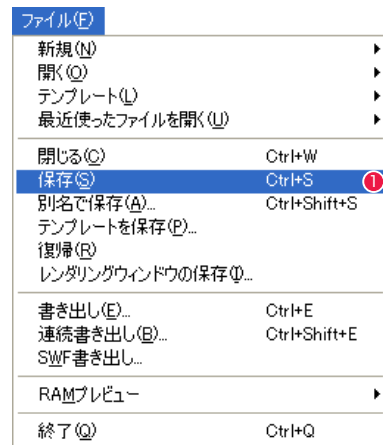 ファイル(F)
新規(N)
開く(O)
テンプレート(L)
最近使ったファイルを開く(U)
閉じる(C) Ctrl+W
保存(S) Ctrl+S 1
別名で保存(A)... Ctrl+Shift+S
テンプレートを保存(P)...
復帰(R)
レンダリングウィンドウの保存(I)...
書き出し(E)... Ctrl+E
連続書き出し(B)... Ctrl+Shift+E
SWF書き出し...
RAMプレビュー
終了(Q) Ctrl+Q